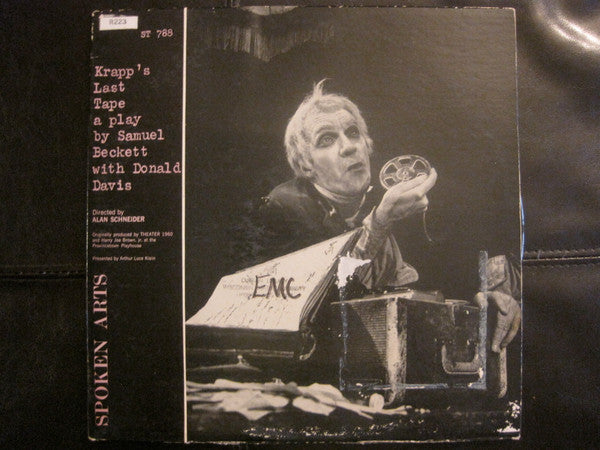 R223
ST 788
Krapp's
Last
Tape
a play
by Samuel
Beckett
with Donald
Davis
Directed by
ALAN SCHNEIDER
Originally produced by THEATER 1960
and Harry Joe Brown, Jr. at the
Provincetown Playhouse
Presented by Arthur Luce Klein
SPOKEN ARTS
EMC